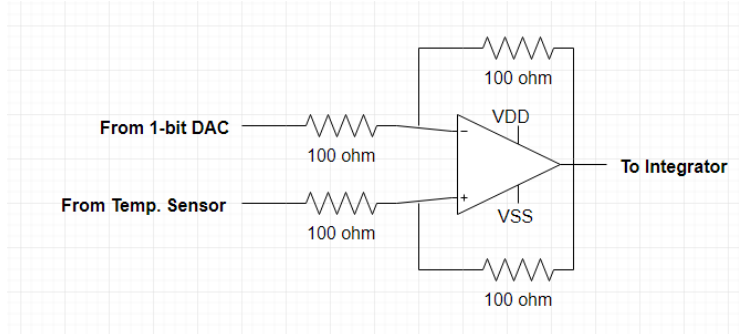 100 ohm
VDD
From 1-bit DAC
-
100 ohm
To Integrator
From Temp. Sensor
+
VSS
100 ohm
100 ohm